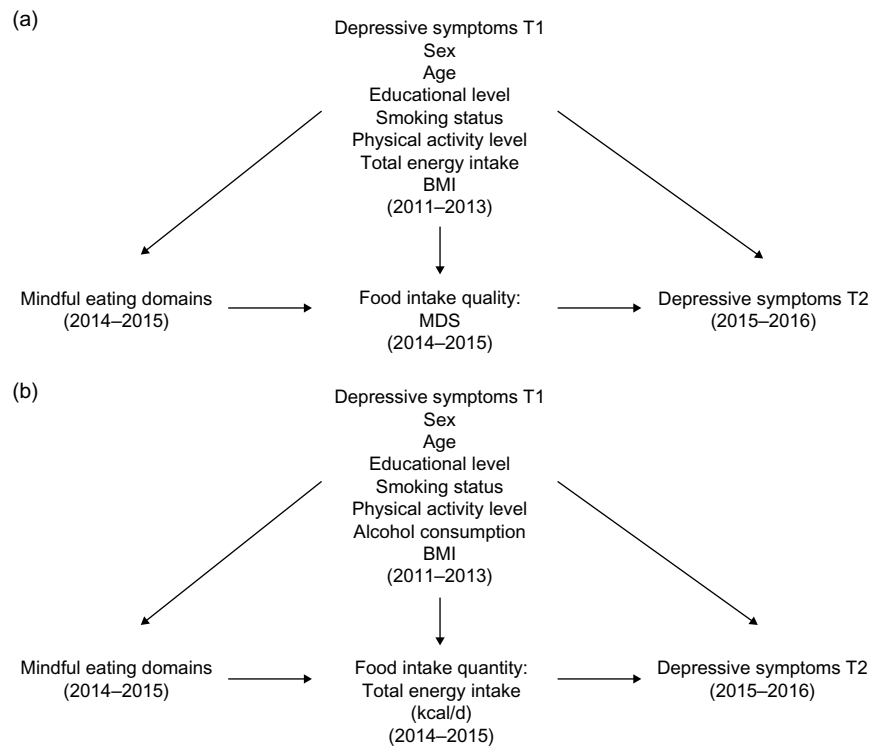 (a)
Depressive symptoms T1
Sex
Age
Educational level
Smoking status
Physical activity level
Total energy intake
BMI
(2011–2013)
Mindful eating domains
(2014–2015)
Food intake quality:
MDS
(2014–2015)
Depressive symptoms T2
(2015–2016)
(b)
Depressive symptoms T1
Sex
Age
Educational level
Smoking status
Physical activity level
Alcohol consumption
BMI
(2011–2013)
Mindful eating domains
(2014–2015)
Food intake quantity:
Total energy intake
(kcal/d)
(2014–2015)
Depressive symptoms T2
(2015–2016)